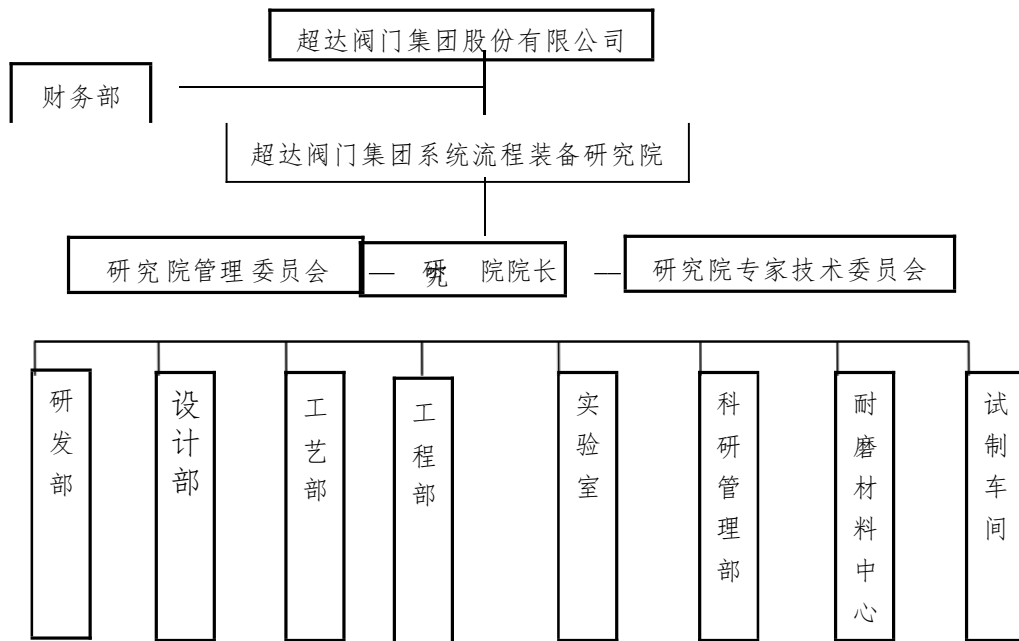 超达阀门集团股份有限公司
财务部
超达阀门集团系统流程装备研究院
研究院管理委员会
研究院院长
研究院专家技术委员会
研发部
设计部
工艺部
工程部
实验室
科研管理部
耐磨材料中心
试制车间